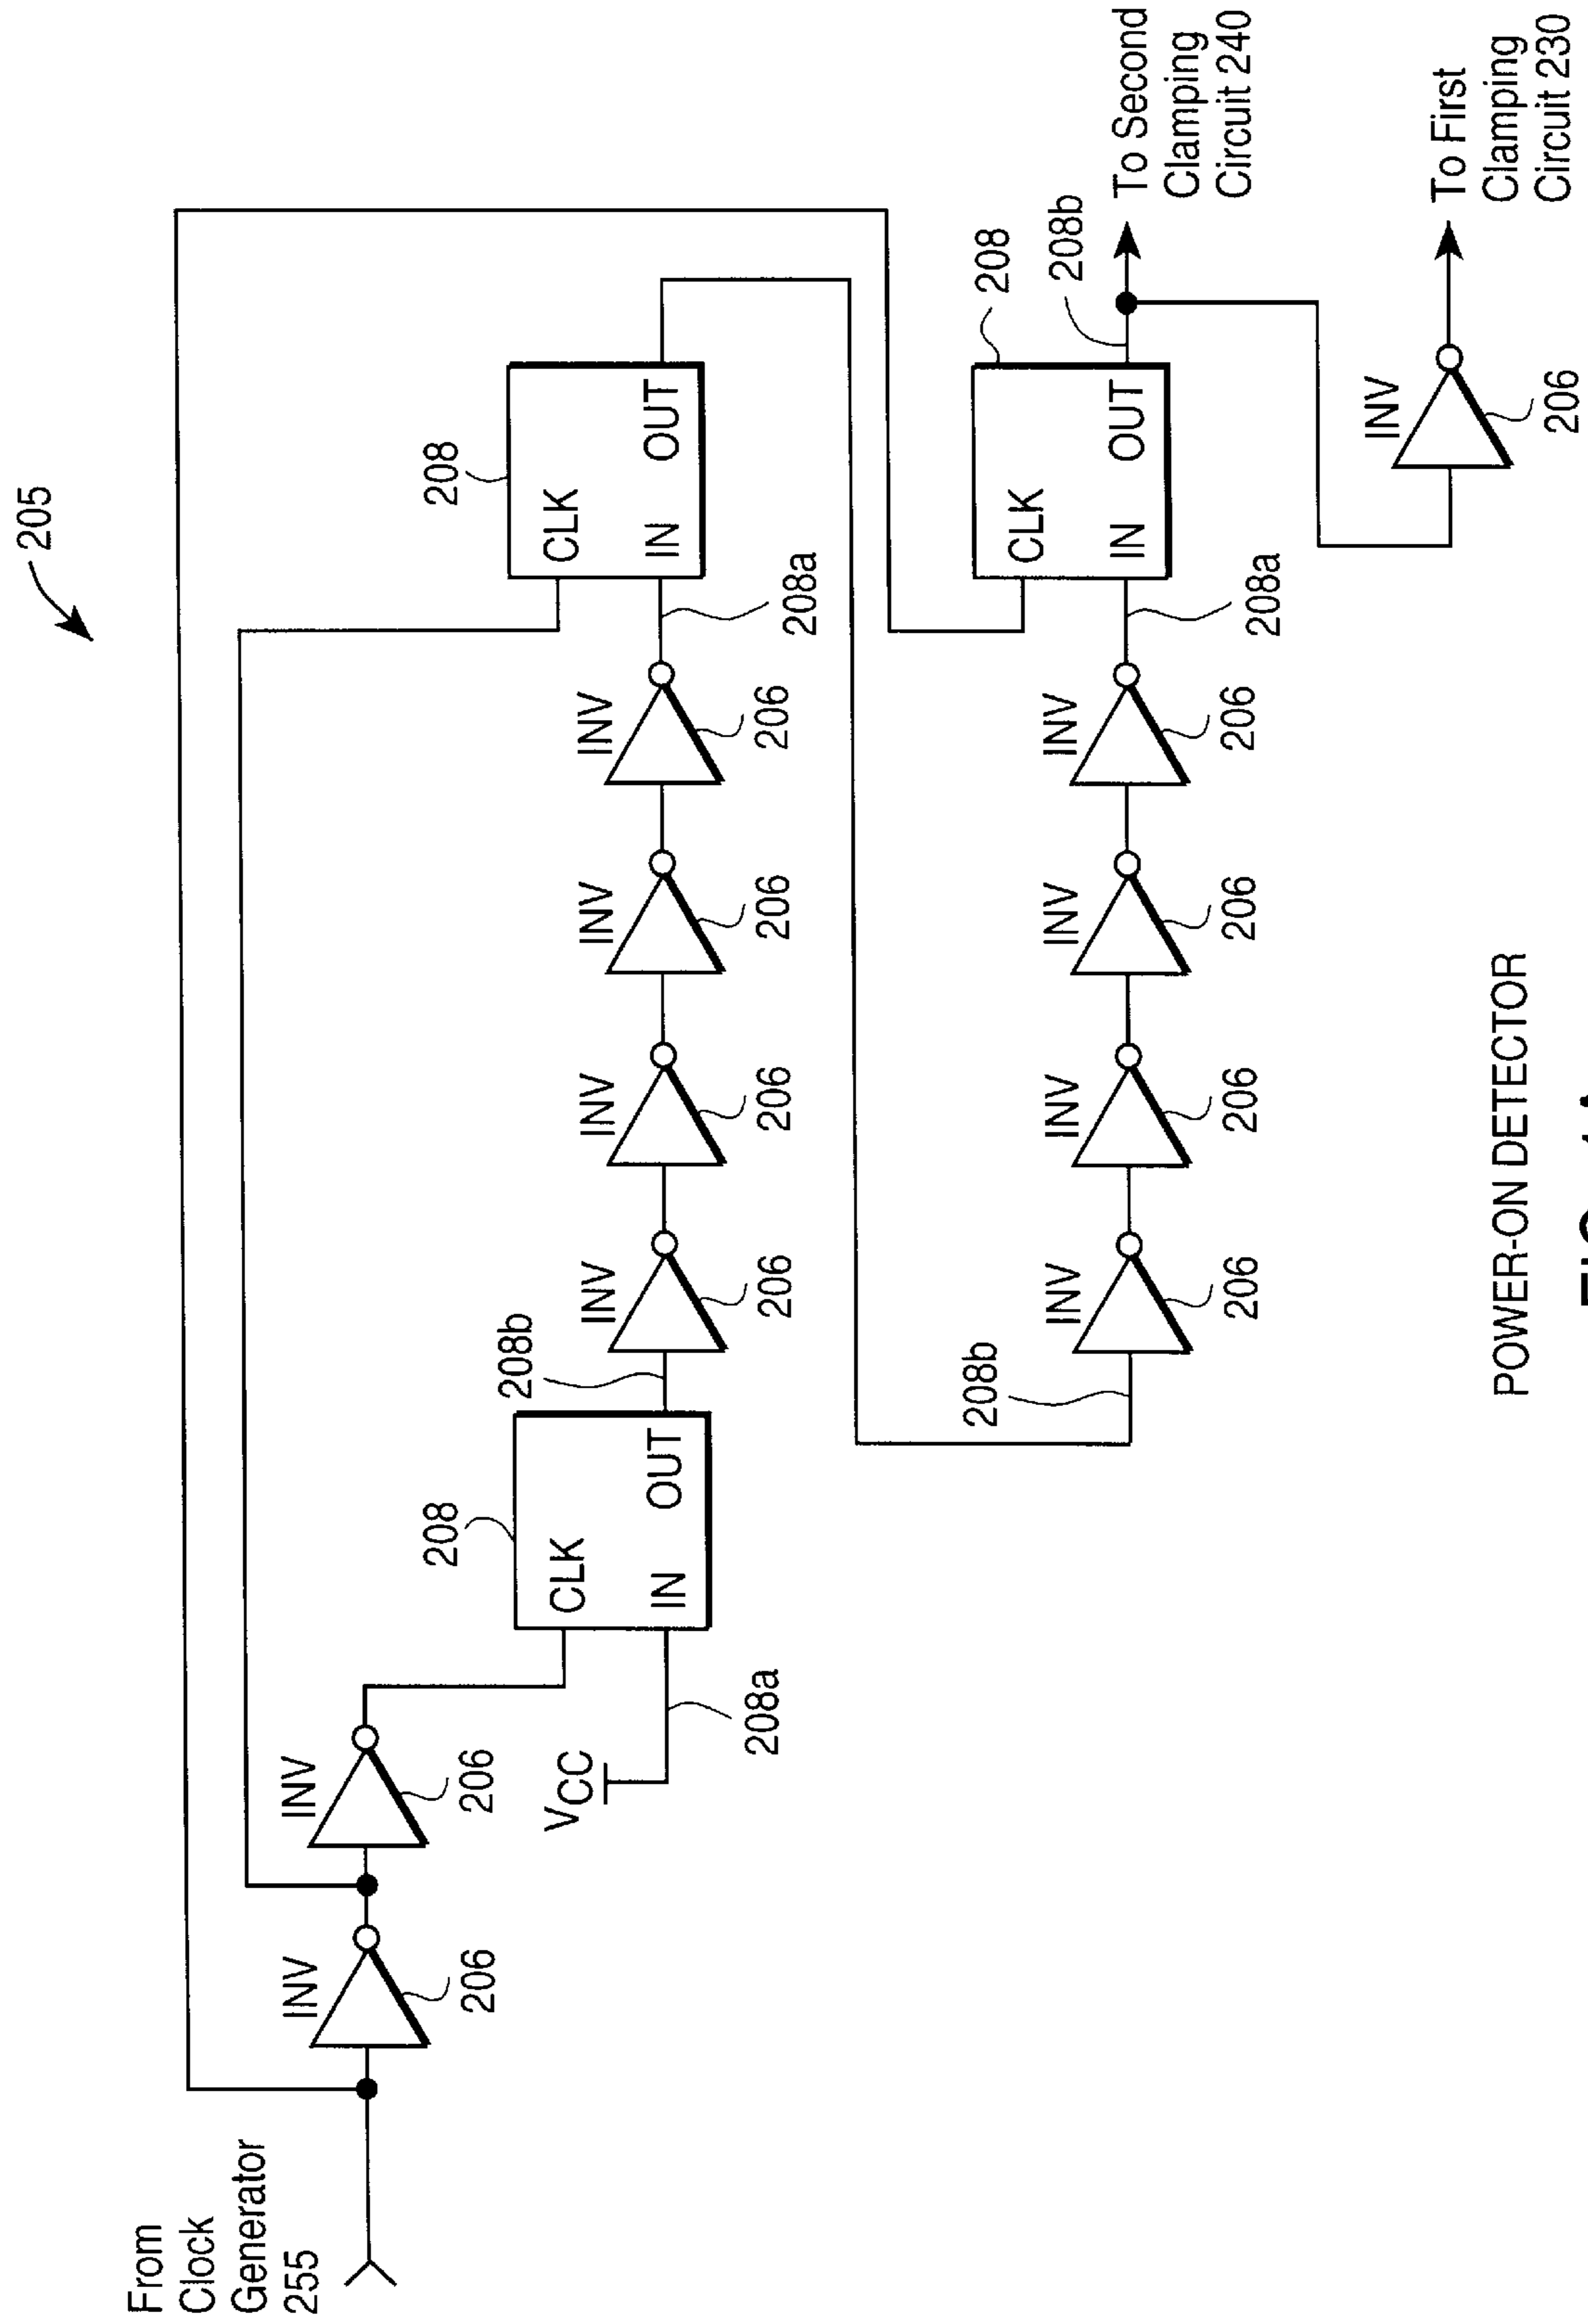 205
From
Clock
Generator
255
INV
206
INV
206
VCC
208a
208
CLK
IN OUT
208b
INV
206
INV
206
INV
206
INV
206
208a
208
CLK
IN OUT
208b
INV
206
INV
206
INV
206
INV
206
208a
208
CLK
IN OUT
208b
To Second
Clamping
Circuit 240
INV
206
To First
Clamping
Circuit 230
POWER-ON DETECTOR